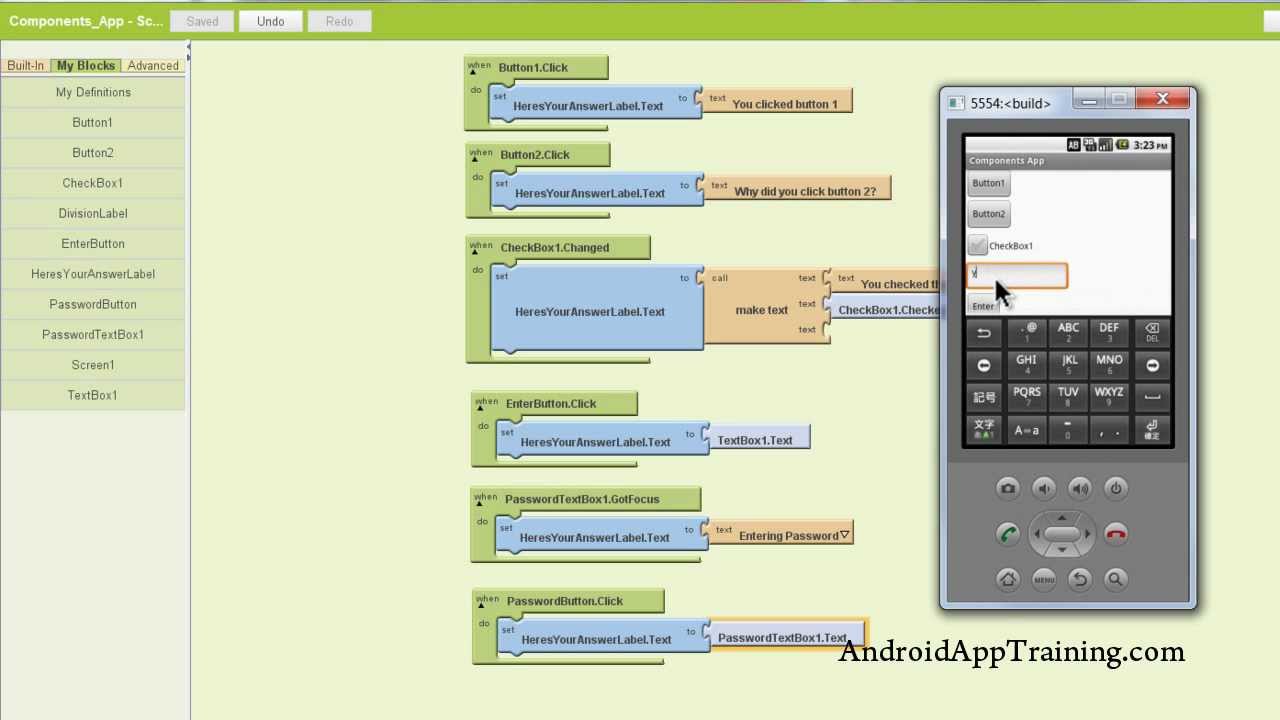 Components_App - Sc...
Saved
Undo
Redo
Built-In
My Blocks
Advanced
My Definitions
Button1
Button2
CheckBox1
DivisionLabel
EnterButton
HeresYourAnswerLabel
PasswordButton
PasswordTextBox1
Screen1
TextBox1
when Button1.Click
do set HeresYourAnswerLabel.Text to text You clicked button 1
when Button2.Click
do set HeresYourAnswerLabel.Text to text Why did you click button 2?
when CheckBox1.Changed
do set HeresYourAnswerLabel.Text to call make text
text text You checked th
text CheckBox1.Checke
text
when EnterButton.Click
do set HeresYourAnswerLabel.Text to TextBox1.Text
when PasswordTextBox1.GotFocus
do set HeresYourAnswerLabel.Text to text Entering Password
when PasswordButton.Click
do set HeresYourAnswerLabel.Text to PasswordTextBox1.Text
5554:<build>
3:23 PM
Components App
Button1
Button2
CheckBox1
y
Enter
. @ 1
ABC 2
DEF 3
DEL
GHI 4
JKL 5
MNO 6
記号
PQRS 7
TUV 8
WXYZ 9
文字
A⇔a
- 0
, .
確定
MENU
AndroidAppTraining.com